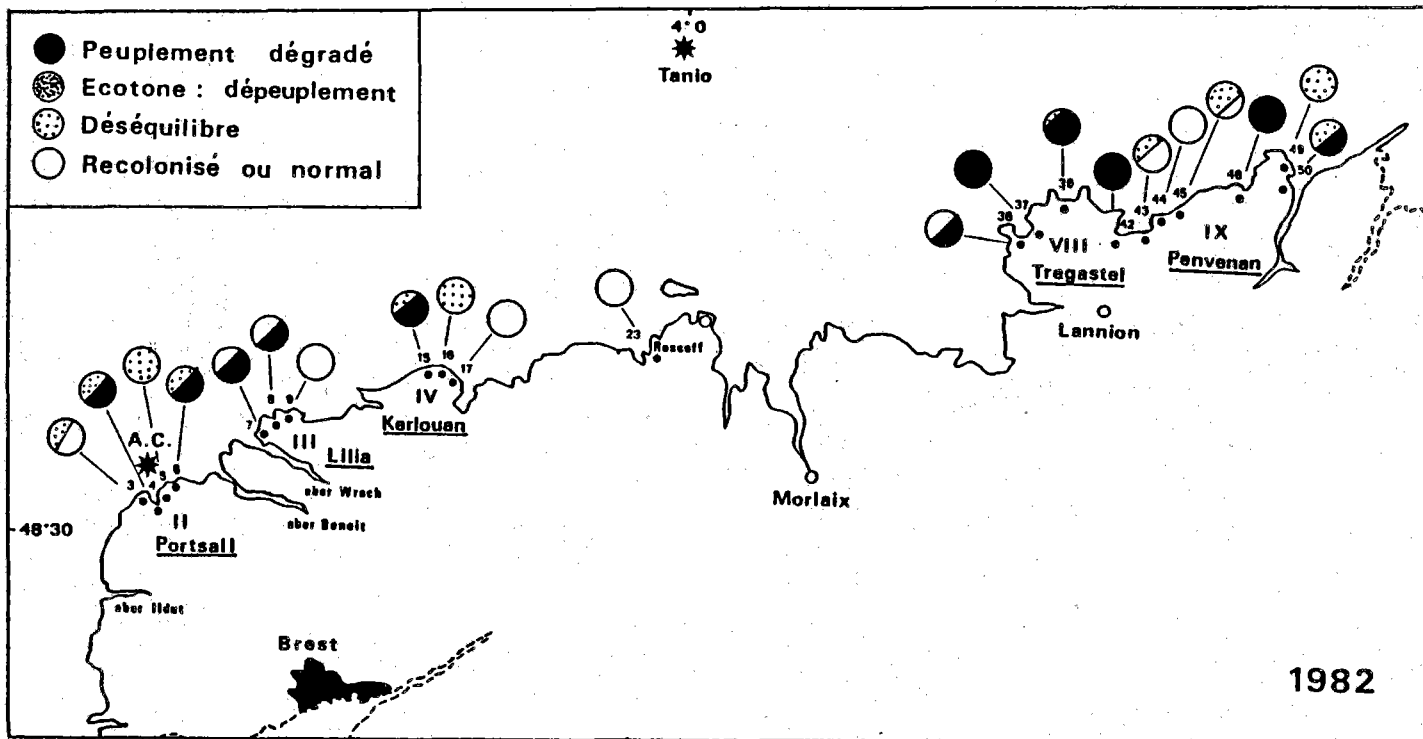 Peuplement dégradé
Ecotone : dépeuplement
Déséquilibre
Recolonisé ou normal
4°0
Tanio
49
50
48
45
44
43
42
39
37
36
VIII
Tregastel
IX
Penvenan
Lannion
23
Roscoff
15
16
17
IV
Kerlouan
8
9
7
III
Lilia
A.C.
3
4
5
6
II
Portsall
aber Wrach
aber Benoit
Morlaix
48°30
aber Ildut
Brest
1982